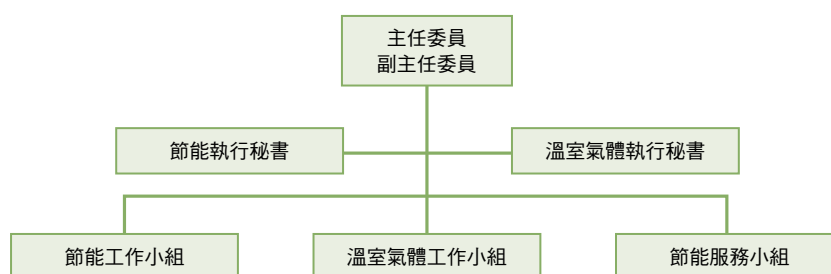 主任委員
副主任委員
節能執行秘書
溫室氣體執行秘書
節能工作小組
溫室氣體工作小組
節能服務小組